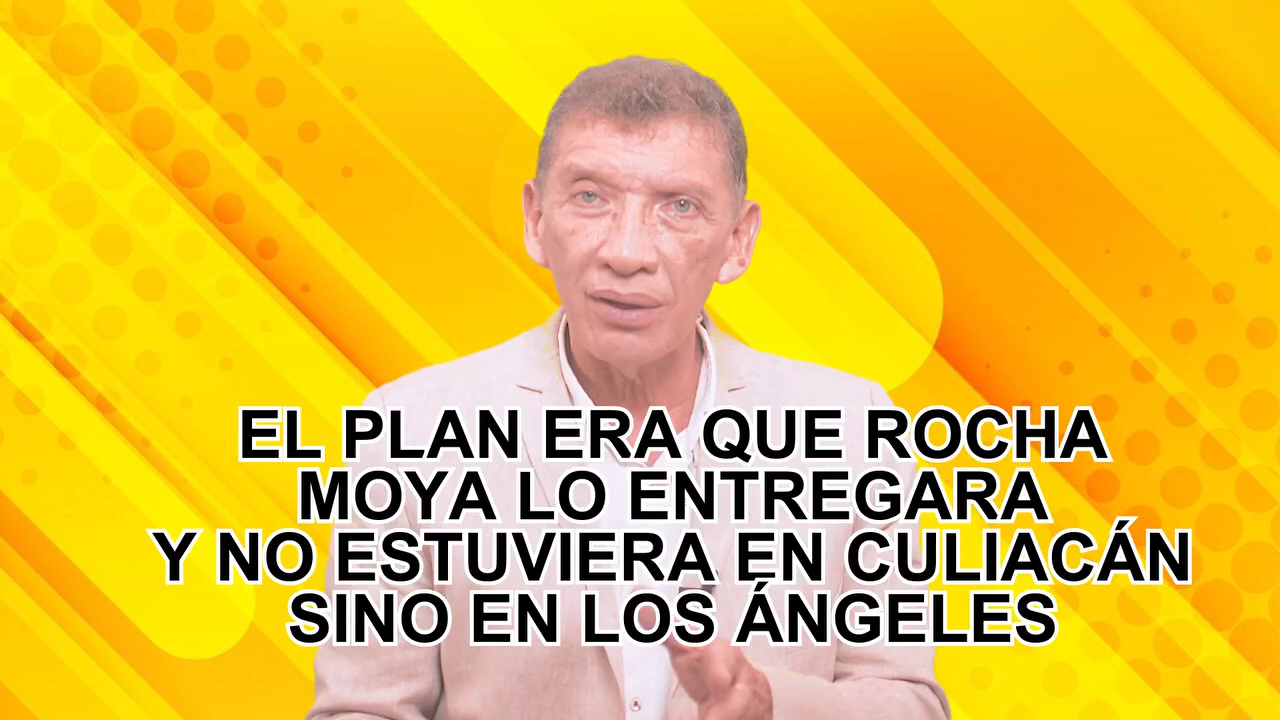 EL PLAN ERA QUE ROCHA
MOYA LO ENTREGARA
Y NO ESTUVIERA EN CULIACÁN
SINO EN LOS ÁNGELES